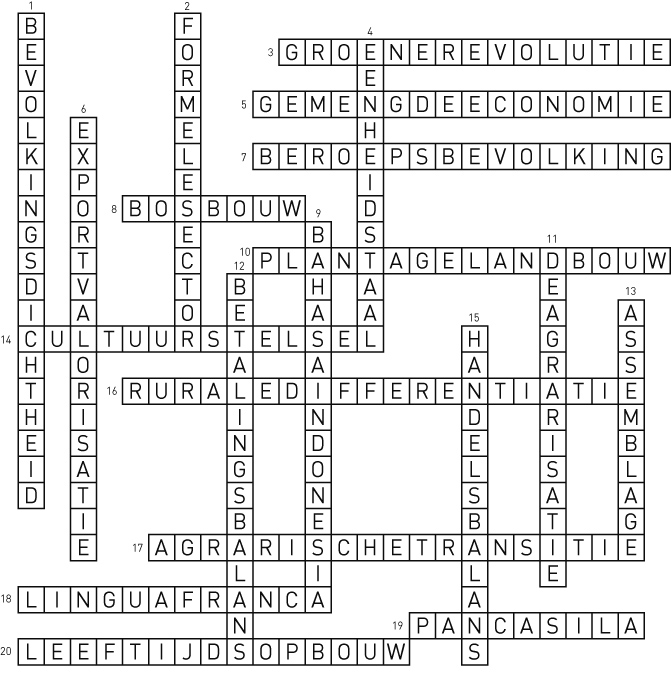 1 BEVOLKINGSDICHTHEID
2 FORMELESECTOR
3 GROENEREVOLUTIE
4 EENHEIDSTAAL
5 GEMENGDEECONOMIE
6 EXPORTVALORISATIE
7 BEROEPSBEVOLKING
8 BOSBOUW
9 BAHASAINDONESIA
10 PLANTAGELANDBOUW
11 DEAGRARISATIE
12 BETALINGSBALANS
13 ASSEMBLAGE
14 CULTUURSTELSEL
15 HANDELSBALANS
16 RURALEDIFFERENTIATIE
17 AGRARISCHETRANSITIE
18 LINGUAFRANCA
19 PANCASILA
20 LEEFTIJDSOPBOUW